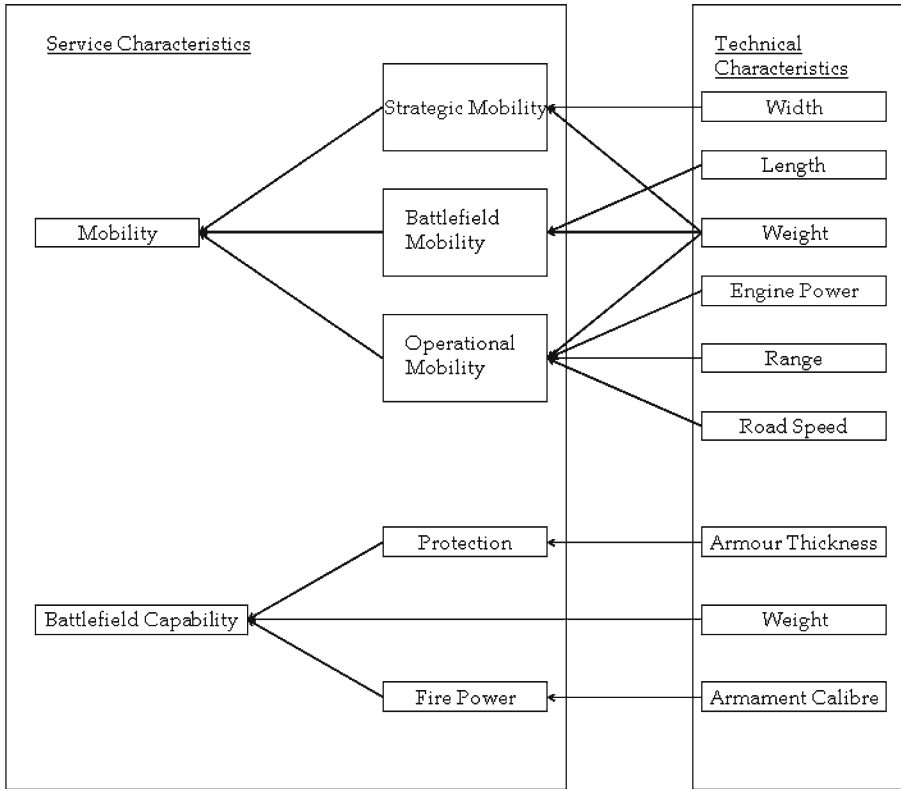 Service Characteristics
Technical
Characteristics
Strategic Mobility
Width
Length
Mobility
Battlefield
Mobility
Weight
Engine Power
Operational
Mobility
Range
Road Speed
Protection
Armour Thickness
Battlefield Capability
Weight
Fire Power
Armament Calibre